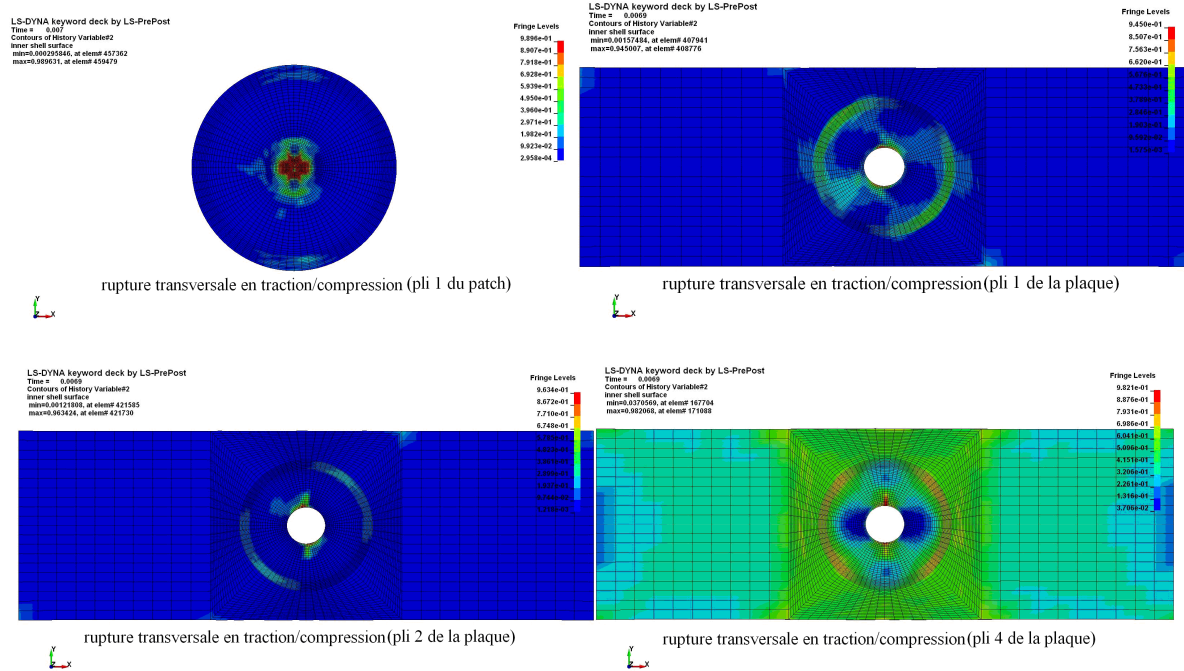 LS-DYNA keyword deck by LS-PrePost
Time = 0.007
Contours of History Variable#2
inner shell surface
min=0.000295846, at elem# 457362
max=0.989631, at elem# 459479
Fringe Levels
9.896e-01
8.907e-01
7.918e-01
6.928e-01
5.939e-01
4.950e-01
3.960e-01
2.971e-01
1.982e-01
9.923e-02
2.958e-04
rupture transversale en traction/compression (pli 1 du patch)
Y
Z X
LS-DYNA keyword deck by LS-PrePost
Time = 0.0069
Contours of History Variable#2
inner shell surface
min=0.00157484, at elem# 407941
max=0.945007, at elem# 408776
Fringe Levels
9.450e-01
8.507e-01
7.563e-01
6.620e-01
rupture transversale en traction/compression(pli 1 de la plaque)
Y
Z X
LS-DYNA keyword deck by LS-PrePost
Time = 0.0069
Contours of History Variable#2
inner shell surface
min=0.00121808, at elem# 421585
max=0.963424, at elem# 421730
Fringe Levels
9.634e-01
8.672e-01
7.710e-01
6.748e-01
rupture transversale en traction/compression(pli 2 de la plaque)
Y
Z X
LS-DYNA keyword deck by LS-PrePost
Time = 0.0069
Contours of History Variable#2
inner shell surface
min=0.0370569, at elem# 167704
max=0.982068, at elem# 171088
Fringe Levels
9.821e-01
8.876e-01
7.931e-01
6.986e-01
6.041e-01
5.096e-01
4.151e-01
3.206e-01
2.261e-01
1.316e-01
3.706e-02
rupture transversale en traction/compression(pli 4 de la plaque)
Y
Z X